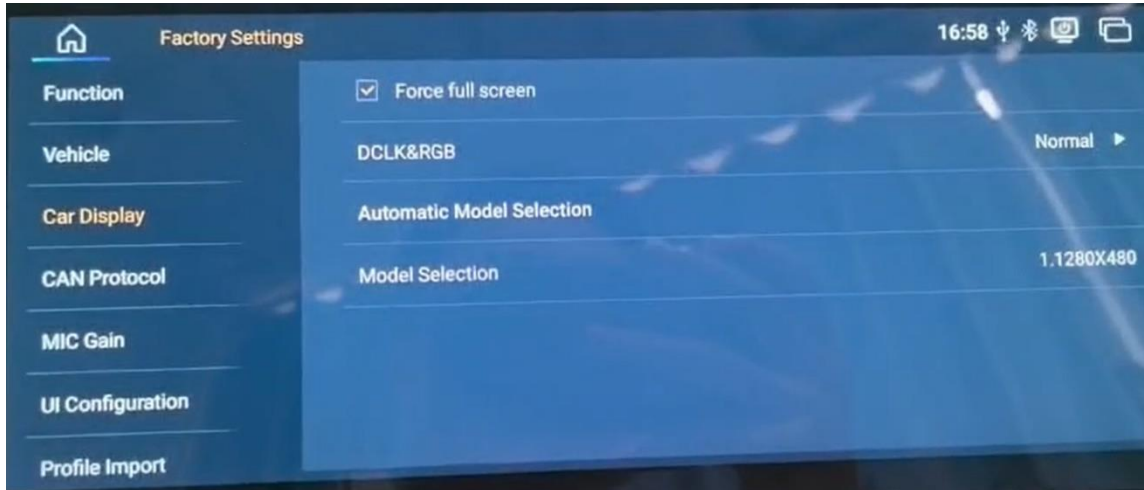 Factory Settings
16:58
Function
Force full screen
Vehicle
DCLK&RGB
Normal
Car Display
Automatic Model Selection
CAN Protocol
Model Selection
1.1280X480
MIC Gain
UI Configuration
Profile Import